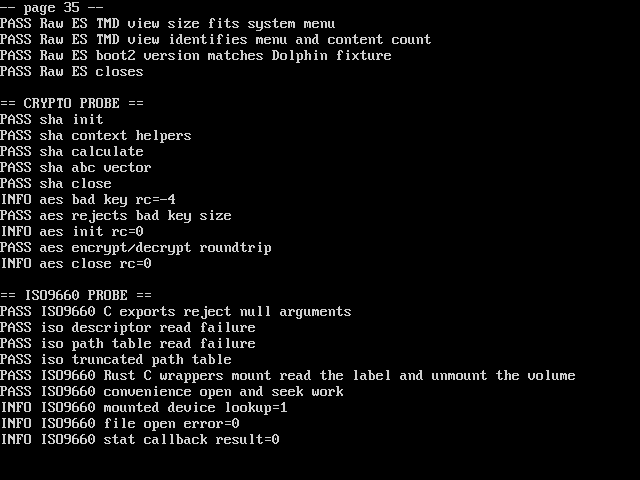 -- page 35 --
PASS Raw ES TMD view size fits system menu
PASS Raw ES TMD view identifies menu and content count
PASS Raw ES boot2 version matches Dolphin fixture
PASS Raw ES closes
== CRYPTO PROBE ==
PASS sha init
PASS sha context helpers
PASS sha calculate
PASS sha abc vector
PASS sha close
INFO aes bad key rc=-4
PASS aes rejects bad key size
INFO aes init rc=0
PASS aes encrypt/decrypt roundtrip
INFO aes close rc=0
== ISO9660 PROBE ==
PASS ISO9660 C exports reject null arguments
PASS iso descriptor read failure
PASS iso path table read failure
PASS iso truncated path table
PASS ISO9660 Rust C wrappers mount read the label and unmount the volume
PASS ISO9660 convenience open and seek work
INFO ISO9660 mounted device lookup=1
INFO ISO9660 file open error=0
INFO ISO9660 stat callback result=0